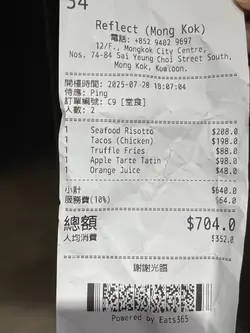 54
Reflect (Mong Kok)
電話: +852 9402 9697
12/F., Mongkok City Centre,
Nos. 74-84 Sai Yeung Choi Street South,
Mong Kok, Kowloon.
開檯時間: 2025-07-28 18:07:04
侍應: Ping
訂單編號: C9 [堂食]
人數: 2
1 Seafood Risotto $208.0
1 Tacos (Chicken) $198.0
1 Truffle Fries $88.0
1 Apple Tarte Tatin $98.0
1 Orange Juice $48.0
小計 $640.0
服務費(10%) $64.0
總額 $704.0
人均消費 $352.0
謝謝光臨
Powered by Eats365